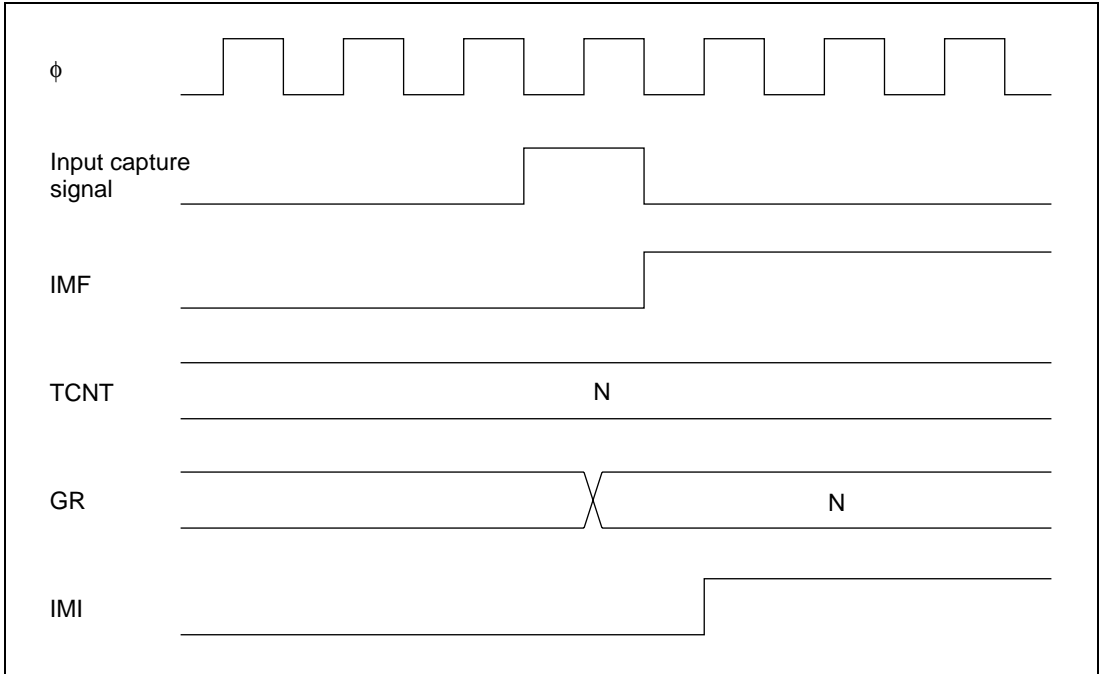 ϕ
Input capture
signal
IMF
TCNT
N
GR
N
IMI